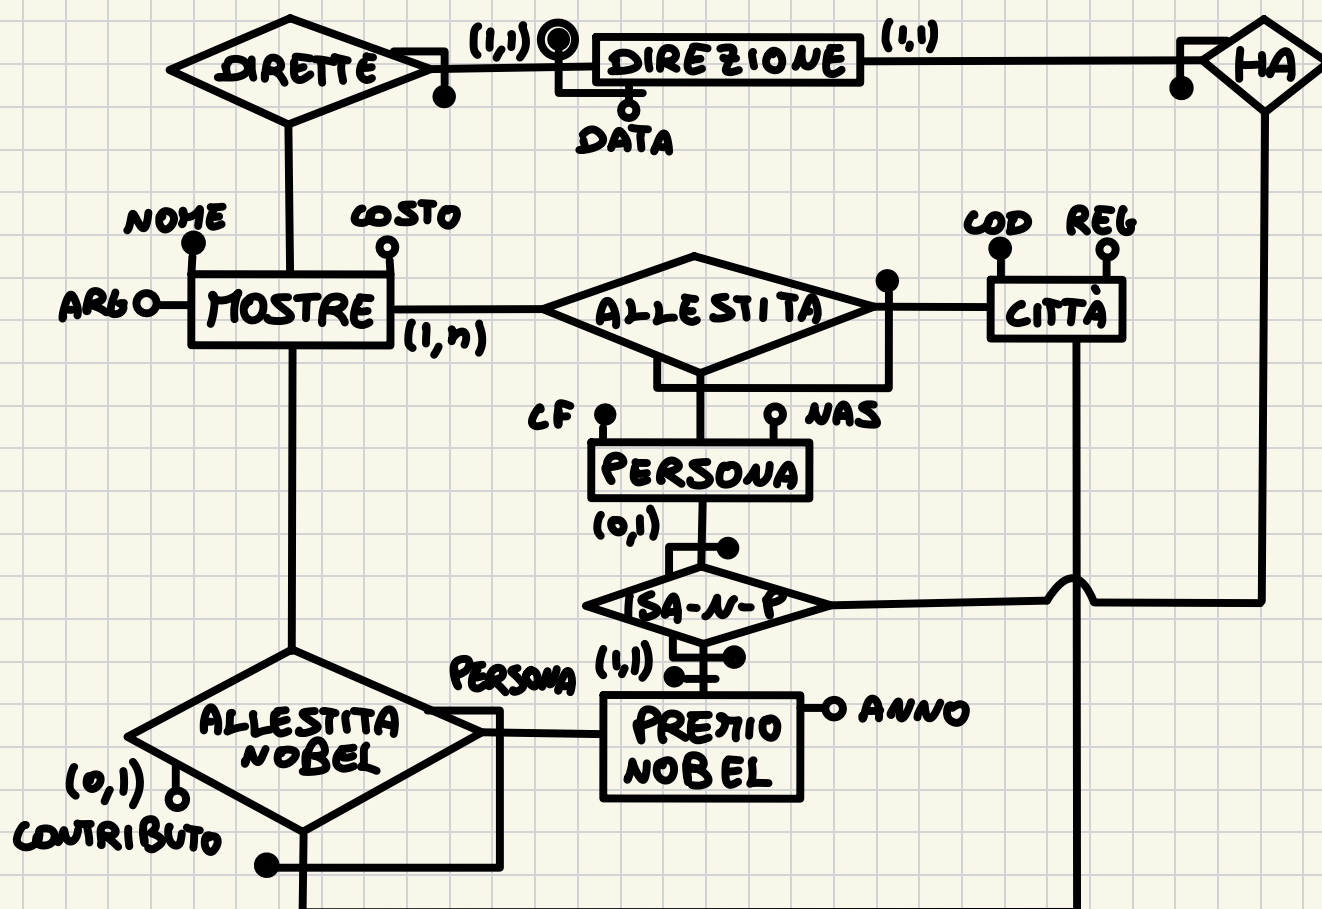 DIRETTE
(1,1)
DIREZIONE
(1,1)
HA
DATA
NOME
COSTO
COD
REG
ARG
MOSTRE
ALLESTITA
CITTÀ
(1,n)
CF
NAS
PERSONA
(0,1)
ISA-N-P
(1,1)
PERSONA
ALLESTITA
NOBEL
PREMIO
NOBEL
ANNO
(0,1)
CONTRIBUTO